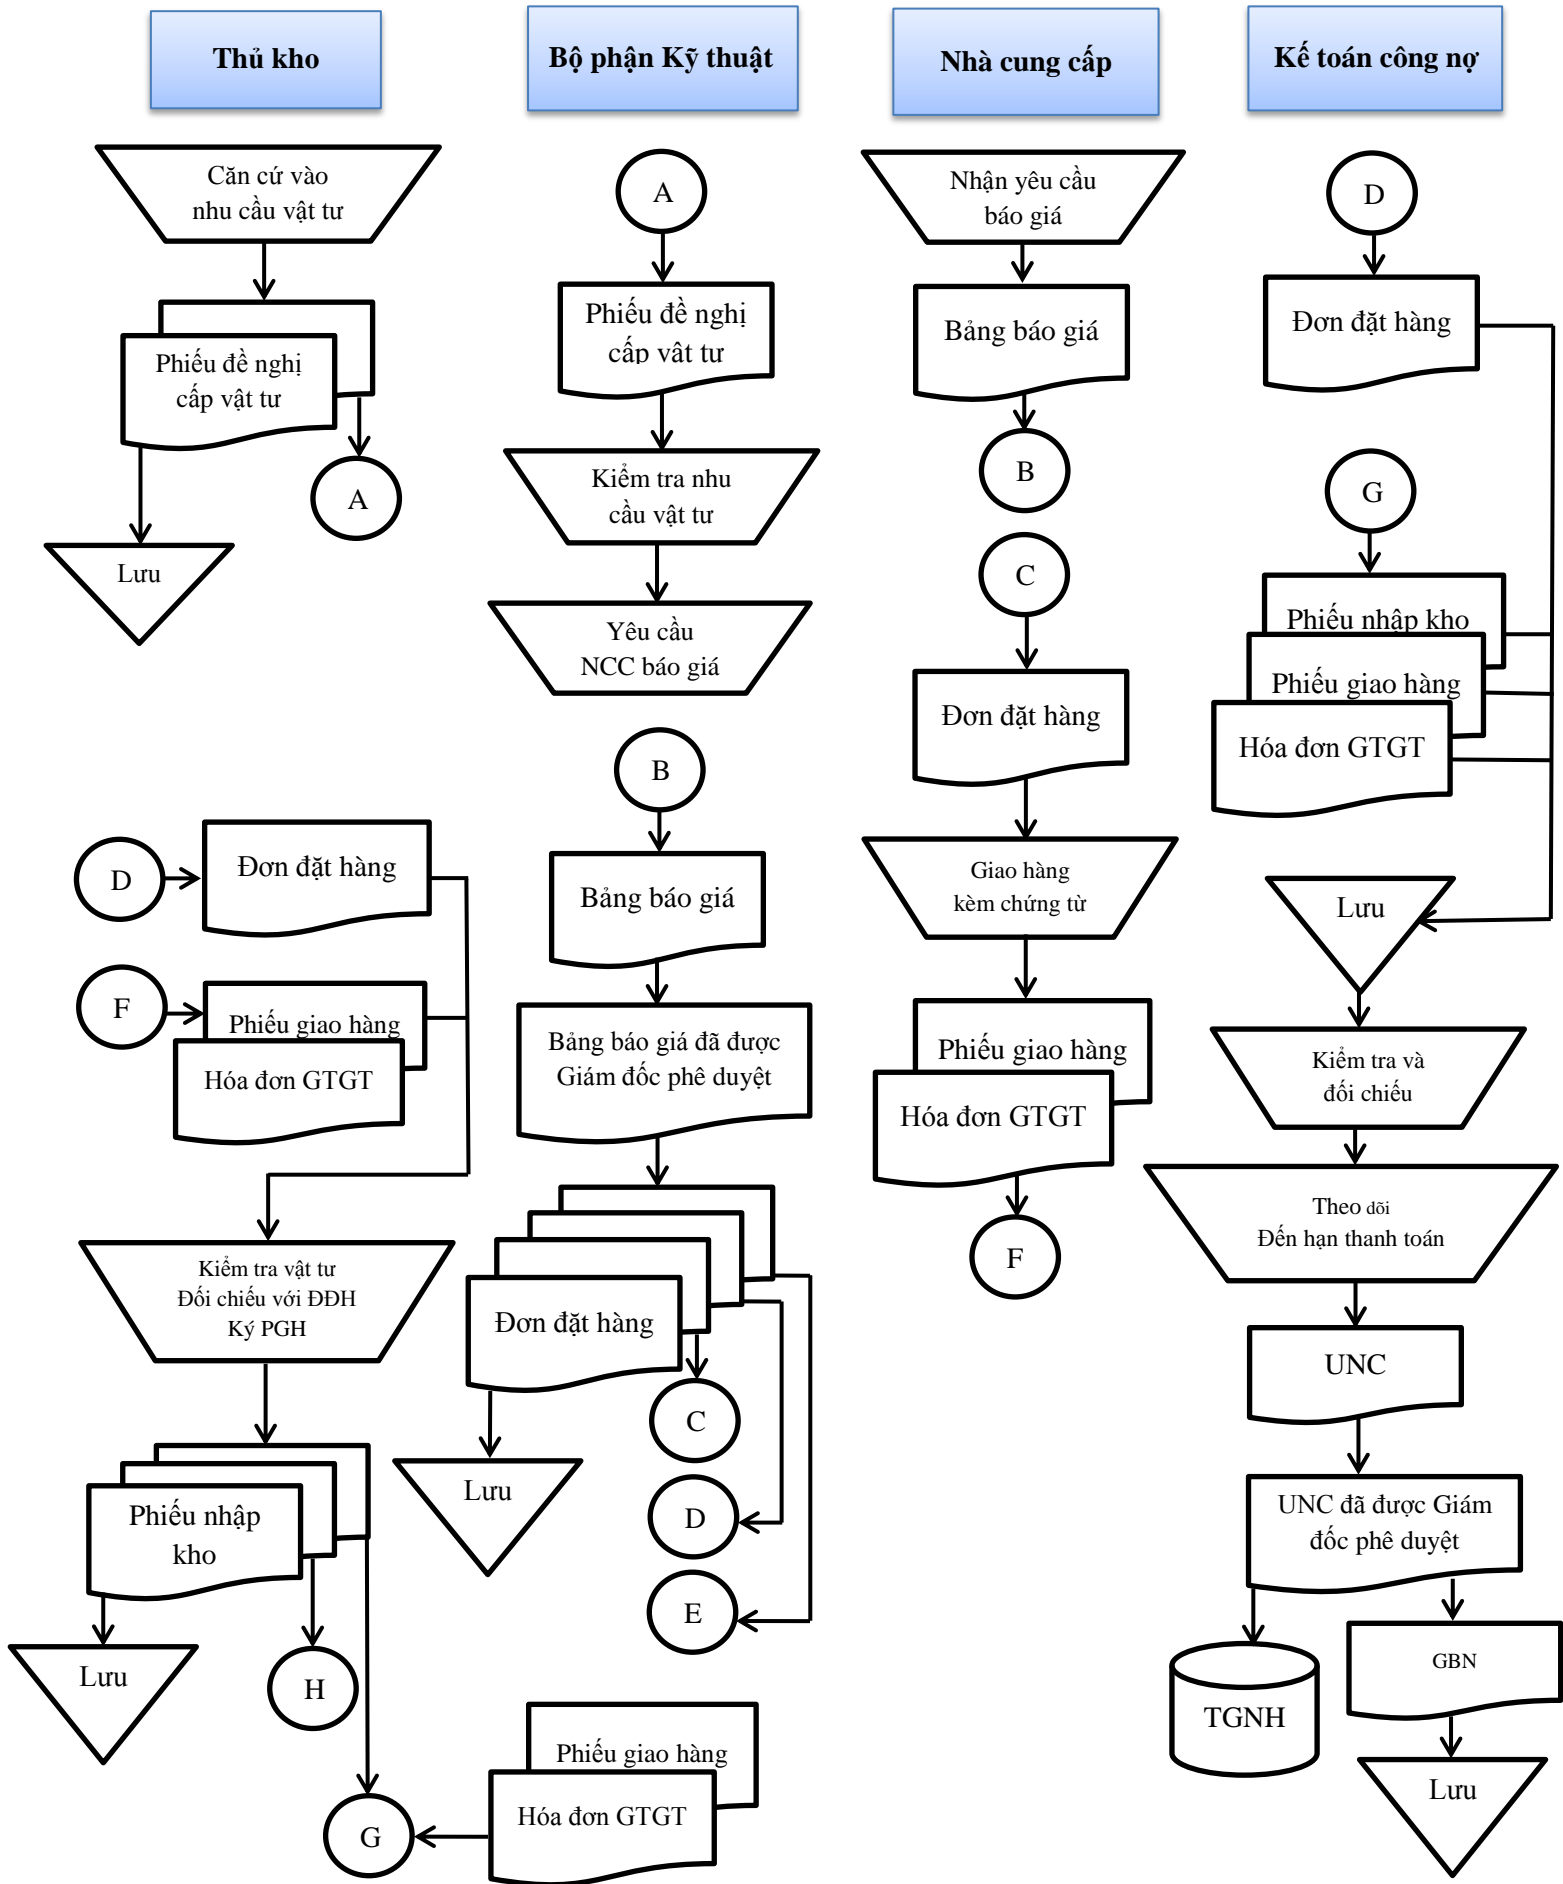 Thủ kho
Căn cứ vào
nhu cầu vật tư
Phiếu đề nghị
cấp vật tư
A
Lưu
D
Đơn đặt hàng
F
Phiếu giao hàng
Hóa đơn GTGT
Kiểm tra vật tư
Đối chiếu với ĐĐH
Ký PGH
Phiếu nhập
kho
Lưu
H
G
Phiếu giao hàng
Hóa đơn GTGT
Bộ phận Kỹ thuật
A
Phiếu đề nghị
cấp vật tư
Kiểm tra nhu
cầu vật tư
Yêu cầu
NCC báo giá
B
Bảng báo giá
Bảng báo giá đã được
Giám đốc phê duyệt
Đơn đặt hàng
C
Lưu
D
E
Nhà cung cấp
Nhận yêu cầu
báo giá
Bảng báo giá
B
C
Đơn đặt hàng
Giao hàng
kèm chứng từ
Phiếu giao hàng
Hóa đơn GTGT
F
Kế toán công nợ
D
Đơn đặt hàng
G
Phiếu nhập kho
Phiếu giao hàng
Hóa đơn GTGT
Lưu
Kiểm tra và
đối chiếu
Theo dõi
Đến hạn thanh toán
UNC
UNC đã được Giám
đốc phê duyệt
GBN
TGNH
Lưu